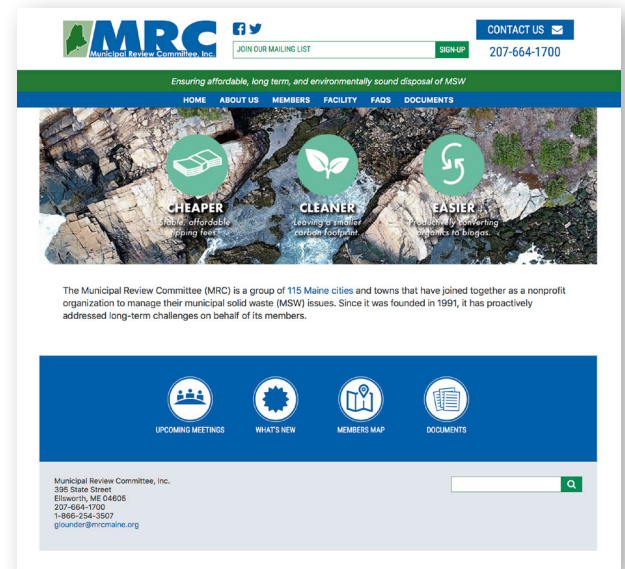 MRC
Municipal Review Committee, Inc.
JOIN OUR MAILING LIST
SIGN-UP
CONTACT US
207-664-1700
Ensuring affordable, long term, and environmentally sound disposal of MSW
HOME ABOUT US MEMBERS FACILITY FAQS DOCUMENTS
CHEAPER
Stable, affordable
tipping fees.
CLEANER
Leaving a smaller
carbon footprint.
EASIER
Productively converting
organics to biogas.
The Municipal Review Committee (MRC) is a group of 115 Maine cities and towns that have joined together as a nonprofit
organization to manage their municipal solid waste (MSW) issues. Since it was founded in 1991, it has proactively
addressed long-term challenges on behalf of its members.
UPCOMING MEETINGS
WHAT'S NEW
MEMBERS MAP
DOCUMENTS
Municipal Review Committee, Inc.
395 State Street
Ellsworth, ME 04605
207-664-1700
1-866-254-3507
glounder@mrcmaine.org